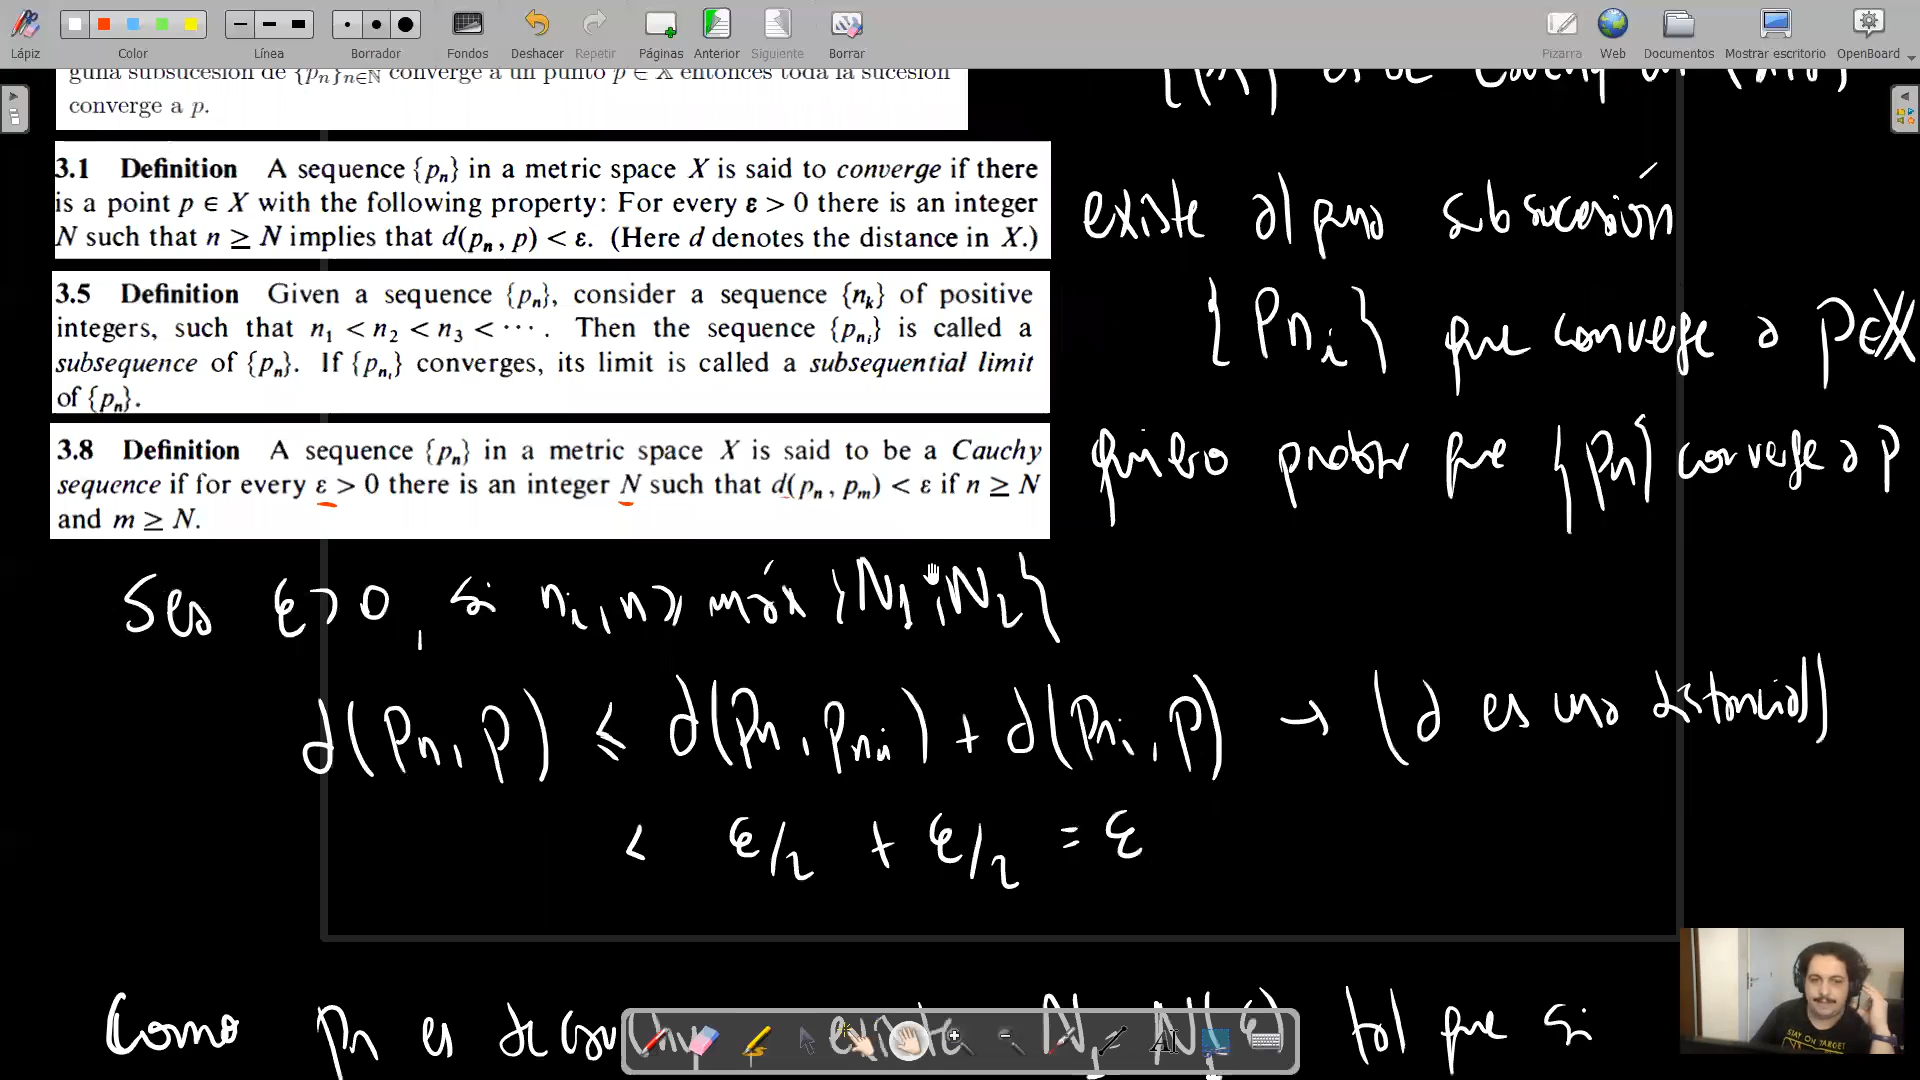 Lápiz Color Línea Borrador Fondos Deshacer Repetir Páginas Anterior Siguiente Borrar Pizarra Web Documentos Mostrar escritorio OpenBoard
guna subsucesión de {pₙ}ₙ∈ℕ converge a un punto p ∈ 𝕏 entonces toda la sucesión
converge a p.
3.1 Definition A sequence {pₙ} in a metric space X is said to converge if there
is a point p ∈ X with the following property: For every ε > 0 there is an integer
N such that n ≥ N implies that d(pₙ, p) < ε. (Here d denotes the distance in X.)
3.5 Definition Given a sequence {pₙ}, consider a sequence {nₖ} of positive
integers, such that n₁ < n₂ < n₃ < ⋯. Then the sequence {pₙᵢ} is called a
subsequence of {pₙ}. If {pₙᵢ} converges, its limit is called a subsequential limit
of {pₙ}.
3.8 Definition A sequence {pₙ} in a metric space X is said to be a Cauchy
sequence if for every ε > 0 there is an integer N such that d(pₙ, pₘ) < ε if n ≥ N
and m ≥ N.
existe alguna subsucesión
{Pₙᵢ} que converge a p∈𝕏
quiero probar que {pₙ} converge a p
Sea ε>0, si nᵢ, n ≥ máx {N₁, N₂}
d(pₙ, p) ≤ d(pₙ, pₙᵢ) + d(pₙᵢ, p) → (d es una distancia)
< ε/2 + ε/2 = ε
Como pₙ es de existe tal que si
STAY ON TARGET